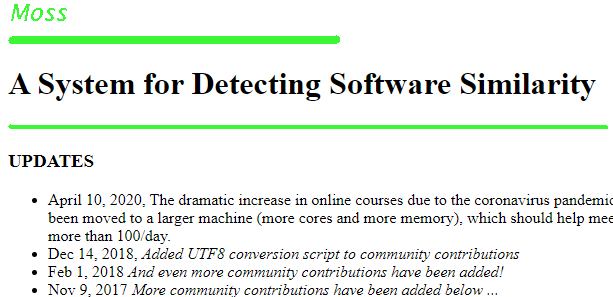 Moss
A System for Detecting Software Similarity
UPDATES
April 10, 2020, The dramatic increase in online courses due to the coronavirus pandemic
been moved to a larger machine (more cores and more memory), which should help
more than 100/day.
Dec 14, 2018, Added UTF8 conversion script to community contributions
Feb 1, 2018 And even more community contributions have been added!
Nov 9, 2017 More community contributions have been added below ...